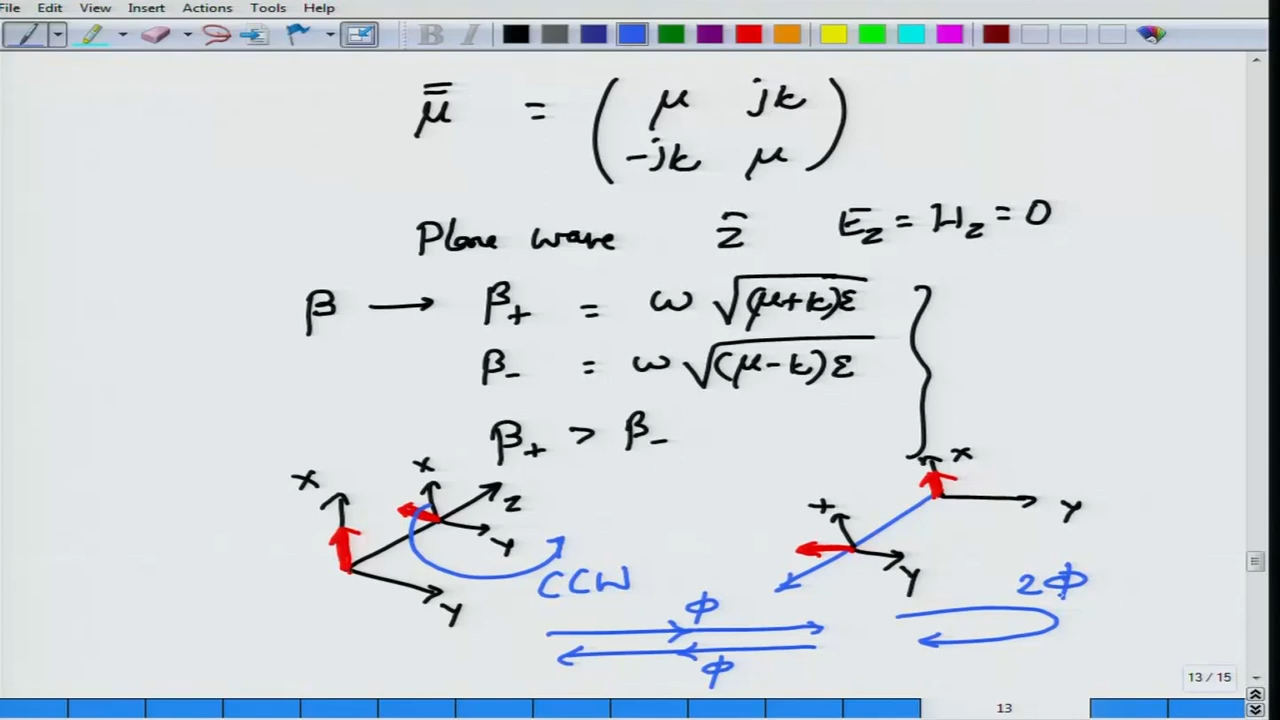 File Edit View Insert Actions Tools Help
B I
μ̿ = ( μ jk
-jk μ )
Plane wave ẑ E_z = H_z = 0
β → β₊ = ω √(μ+k)ε
β₋ = ω √(μ-k)ε
β₊ > β₋
x x z y y
CCW
x y x y
ϕ
ϕ
2ϕ
13 / 15
13